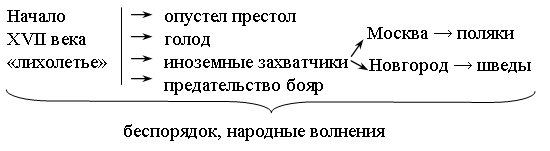 Начало → опустел престол
XVII века → голод
«лихолетье» → иноземные захватчики
Москва → поляки
Новгород → шведы
→ предательство бояр
беспорядок, народные волнения